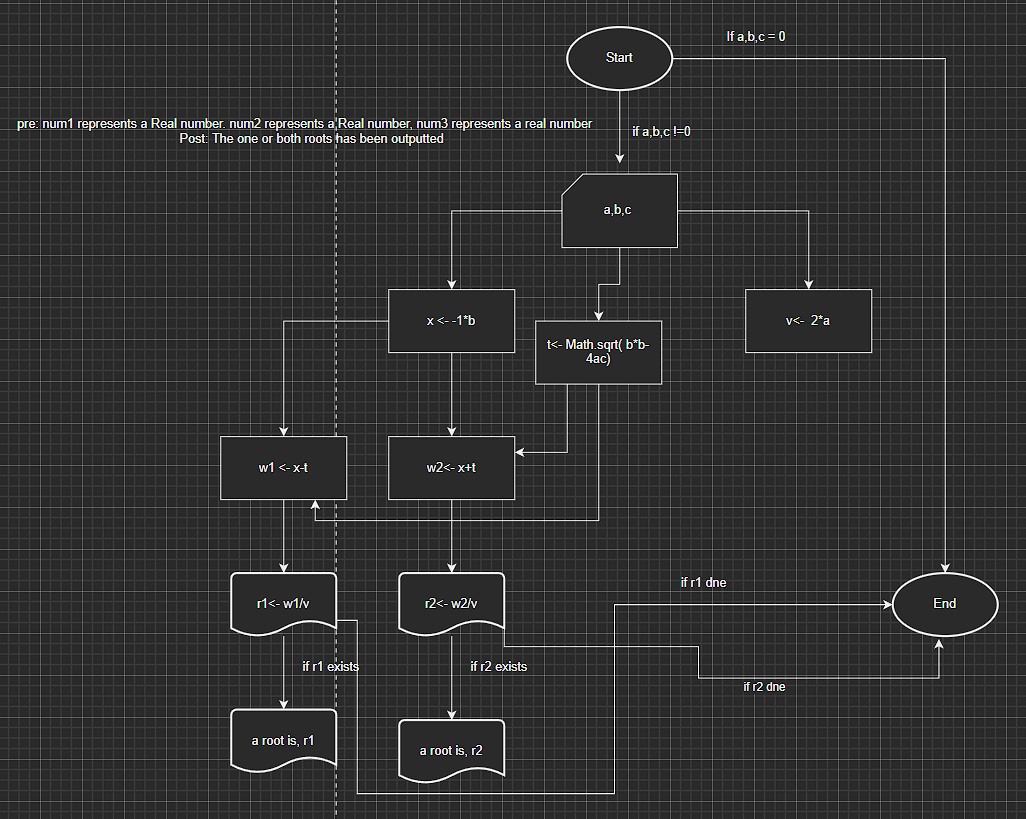 If a,b,c = 0
Start
pre: num1 represents a Real number. num2 represents a Real number, num3 represents a real number
Post: The one or both roots has been outputted
if a,b,c !=0
a,b,c
x <- -1*b
v<-  2*a
t<- Math.sqrt( b*b-
4ac)
w1 <- x-t
w2<- x+t
if r1 dne
r1<- w1/v
r2<- w2/v
End
if r1 exists
if r2 exists
if r2 dne
a root is, r1
a root is, r2